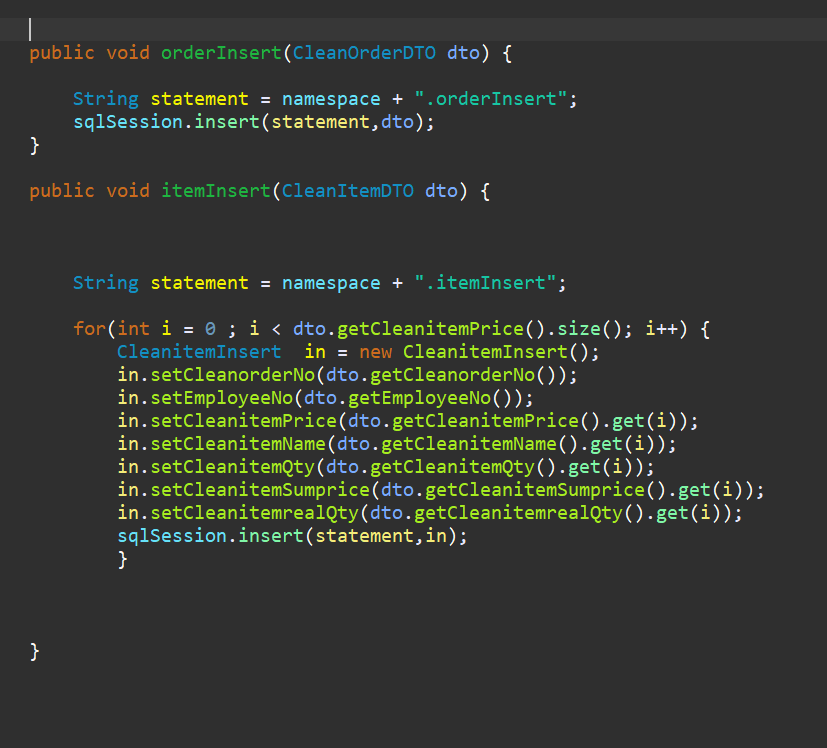 public void orderInsert(CleanOrderDTO dto) {
String statement = namespace + ".orderInsert";
sqlSession.insert(statement,dto);
}
public void itemInsert(CleanItemDTO dto) {
String statement = namespace + ".itemInsert";
for(int i = 0 ; i < dto.getCleanitemPrice().size(); i++) {
CleanitemInsert  in = new CleanitemInsert();
in.setCleanorderNo(dto.getCleanorderNo());
in.setEmployeeNo(dto.getEmployeeNo());
in.setCleanitemPrice(dto.getCleanitemPrice().get(i));
in.setCleanitemName(dto.getCleanitemName().get(i));
in.setCleanitemQty(dto.getCleanitemQty().get(i));
in.setCleanitemSumprice(dto.getCleanitemSumprice().get(i));
in.setCleanitemrealQty(dto.getCleanitemrealQty().get(i));
sqlSession.insert(statement,in);
}
}